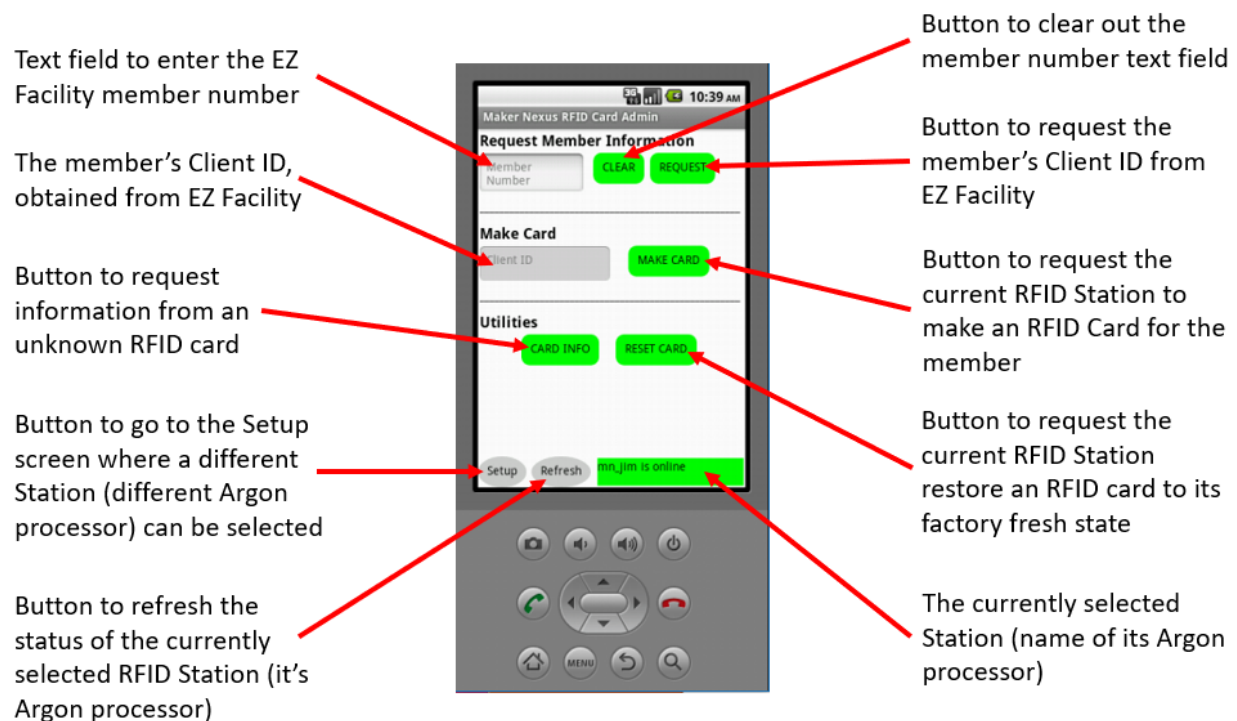 Text field to enter the EZ
Facility member number
The member's Client ID,
obtained from EZ Facility
Button to request
information from an
unknown RFID card
Button to go to the Setup
screen where a different
Station (different Argon
processor) can be selected
Button to refresh the
status of the currently
selected RFID Station (it's
Argon processor)
3G
10:39 AM
Maker Nexus RFID Card Admin
Request Member Information
Member
Number
CLEAR
REQUEST
Make Card
Client ID
MAKE CARD
Utilities
CARD INFO
RESET CARD
Setup
Refresh
mn_jim is online
MENU
Button to clear out the
member number text field
Button to request the
member's Client ID from
EZ Facility
Button to request the
current RFID Station to
make an RFID Card for the
member
Button to request the
current RFID Station
restore an RFID card to its
factory fresh state
The currently selected
Station (name of its Argon
processor)